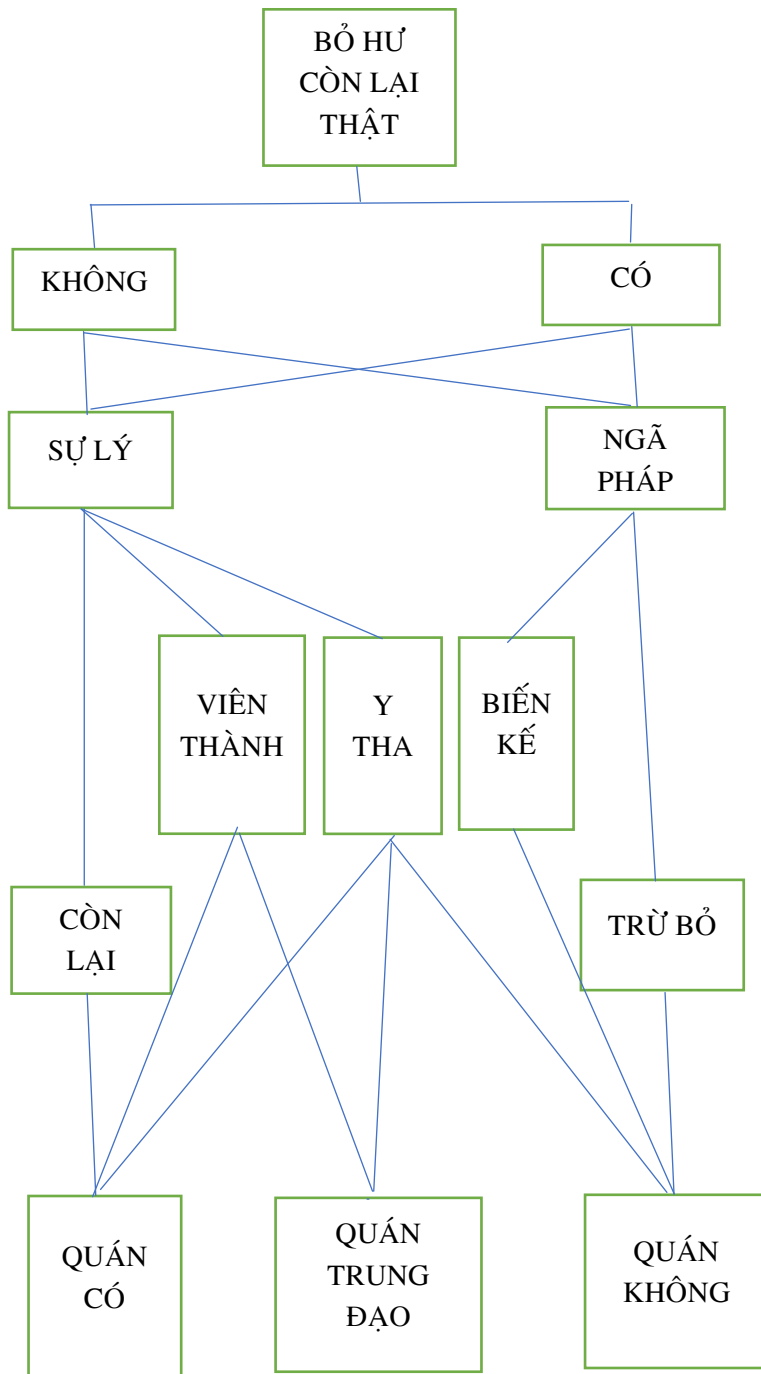 BỎ HƯ
CÒN LẠI
THẬT
KHÔNG
CÓ
SỰ LÝ
NGÃ
PHÁP
VIÊN
THÀNH
Y
THA
BIẾN
KẾ
CÒN
LẠI
TRỪ BỎ
QUÁN
CÓ
QUÁN
TRUNG
ĐẠO
QUÁN
KHÔNG